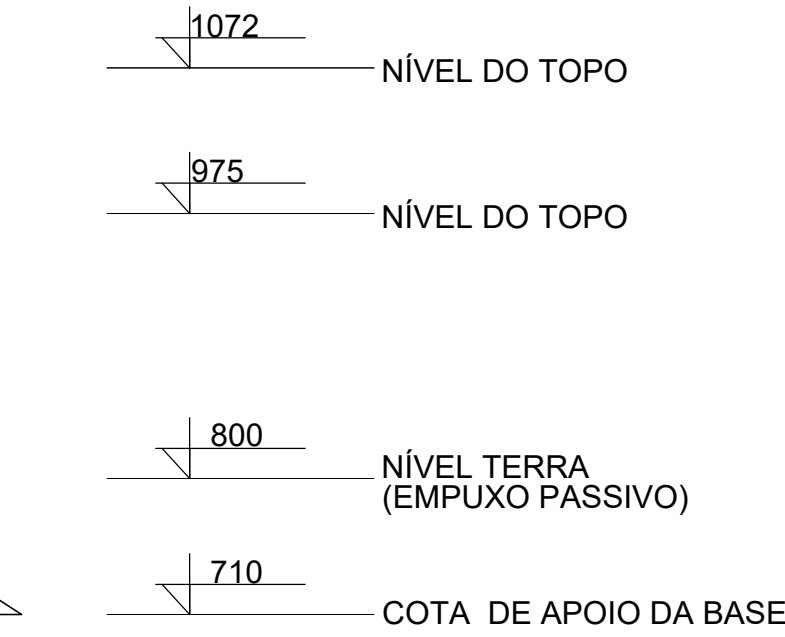 1072
NÍVEL DO TOPO
975
NÍVEL DO TOPO
800
NÍVEL TERRA
(EMPUXO PASSIVO)
710
COTA DE APOIO DA BASE